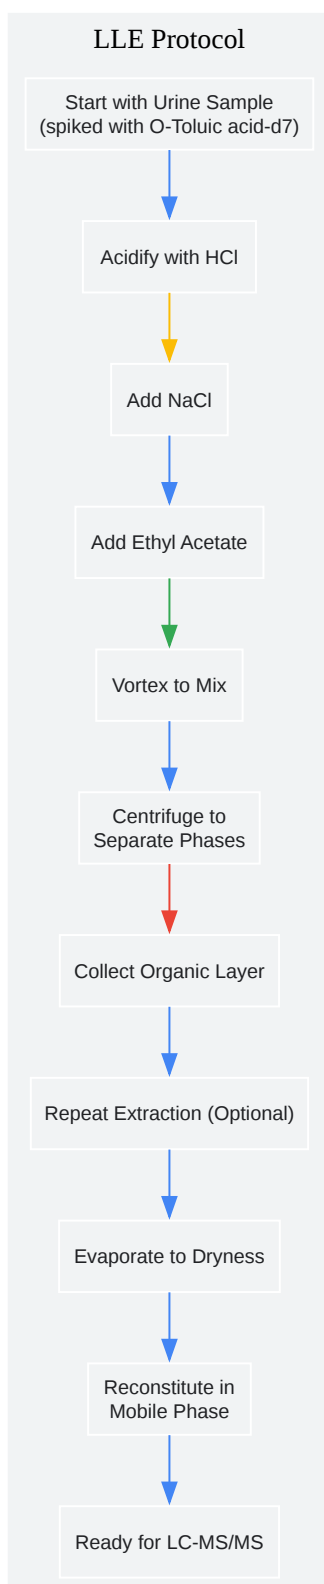 LLE Protocol
Start with Urine Sample
(spiked with O-Toluic acid-d7)
Acidify with HCl
Add NaCl
Add Ethyl Acetate
Vortex to Mix
Centrifuge to
Separate Phases
Collect Organic Layer
Repeat Extraction (Optional)
Evaporate to Dryness
Reconstitute in
Mobile Phase
Ready for LC-MS/MS